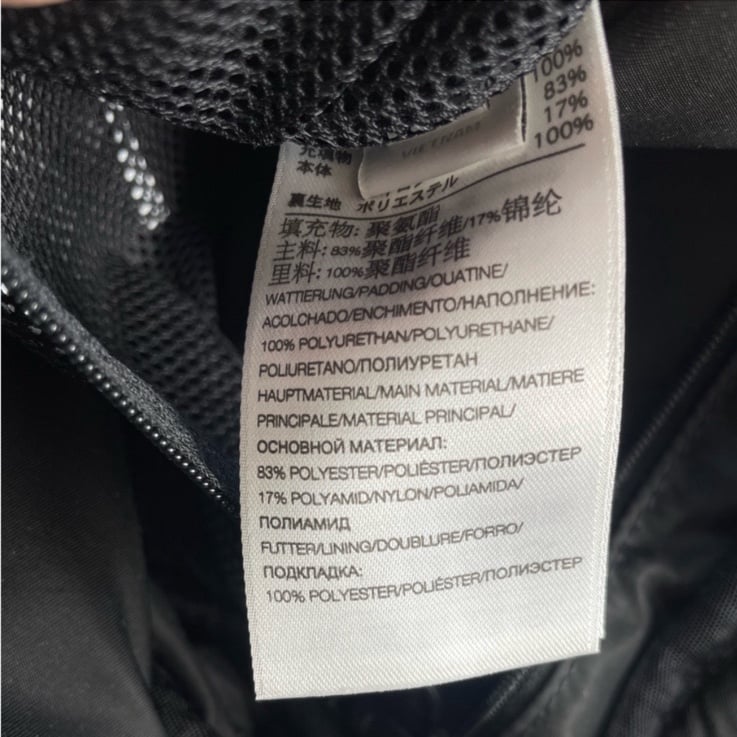 100%
83%
17%
100%
VIETNAM
充填物
本体
裏生地 ポリエステル
填充物: 聚氨酯
主料: 83%聚酯纤维/17%锦纶
里料: 100%聚酯纤维
WATTIERUNG/PADDING/OUATINE/
ACOLCHADO/ENCHIMENTO/НАПОЛНЕНИЕ:
100% POLYURETHAN/POLYURETHANE/
POLIURETANO/ПОЛИУРЕТАН
HAUPTMATERIAL/MAIN MATERIAL/MATIERE
PRINCIPALE/MATERIAL PRINCIPAL/
ОСНОВНОЙ МАТЕРИАЛ:
83% POLYESTER/POLIÉSTER/ПОЛИЭСТЕР
17% POLYAMID/NYLON/POLIAMIDA/
ПОЛИАМИД
FUTTER/LINING/DOUBLURE/FORRO/
ПОДКЛАДКА:
100% POLYESTER/POLIÉSTER/ПОЛИЭСТЕР